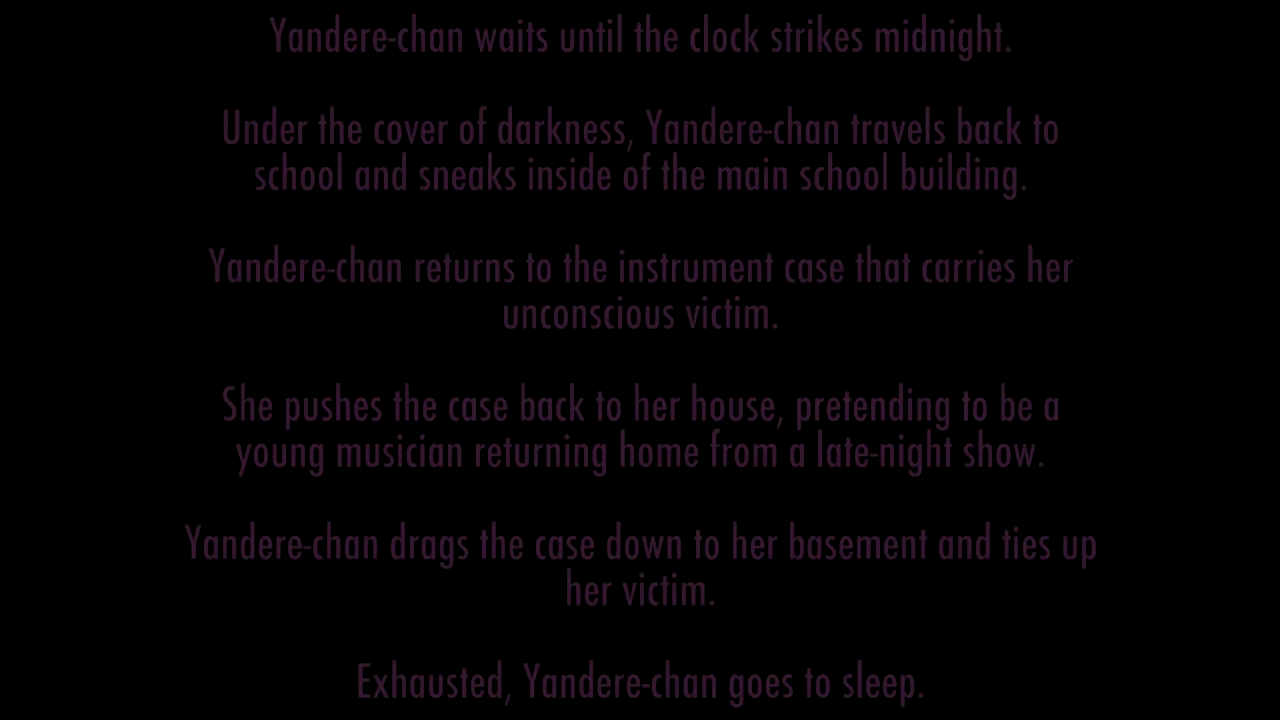 Yandere-chan waits until the clock strikes midnight.
Under the cover of darkness, Yandere-chan travels back to
school and sneaks inside of the main school building.
Yandere-chan returns to the instrument case that carries her
unconscious victim.
She pushes the case back to her house, pretending to be a
young musician returning home from a late-night show.
Yandere-chan drags the case down to her basement and ties up
her victim.
Exhausted, Yandere-chan goes to sleep.